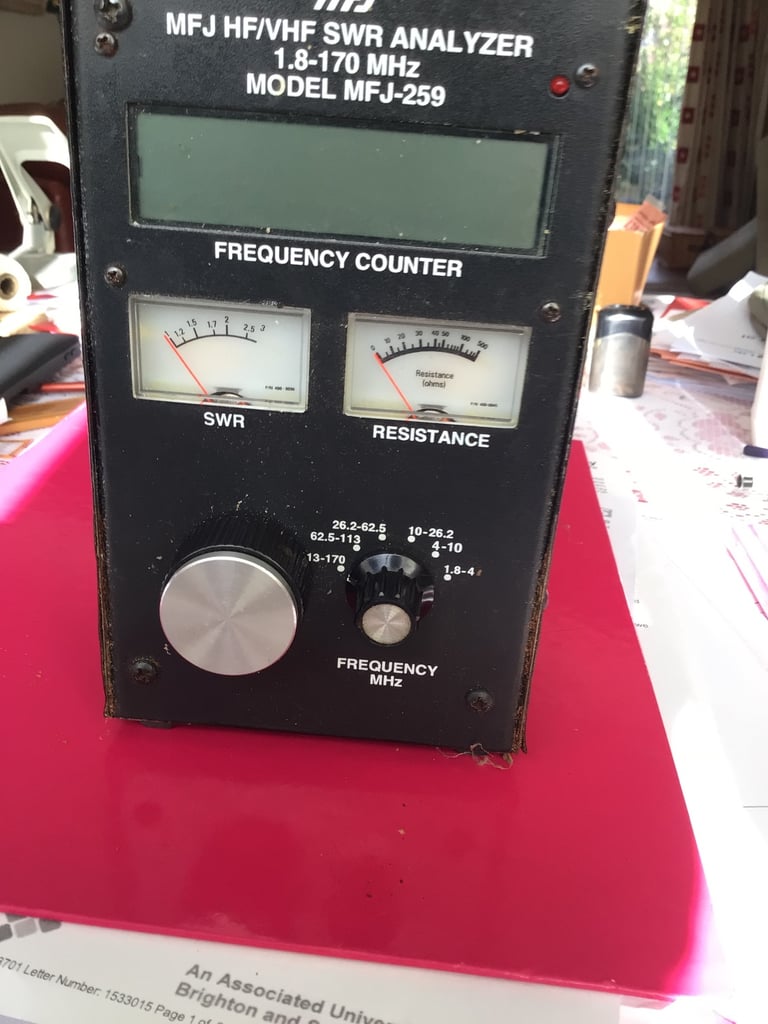 MFJ
MFJ HF/VHF SWR ANALYZER
1.8-170 MHz
MODEL MFJ-259
FREQUENCY COUNTER
1 1.2 1.5 1.7 2 2.5 3
SWR
0 10 20 30 40 50 100 500
Resistance
(ohms)
RESISTANCE
26.2-62.5 10-26.2
62.5-113 4-10
13-170 1.8-4
FREQUENCY
MHz
3701 Letter Number: 1533015 Page 1 of
An Associated
Brighton and